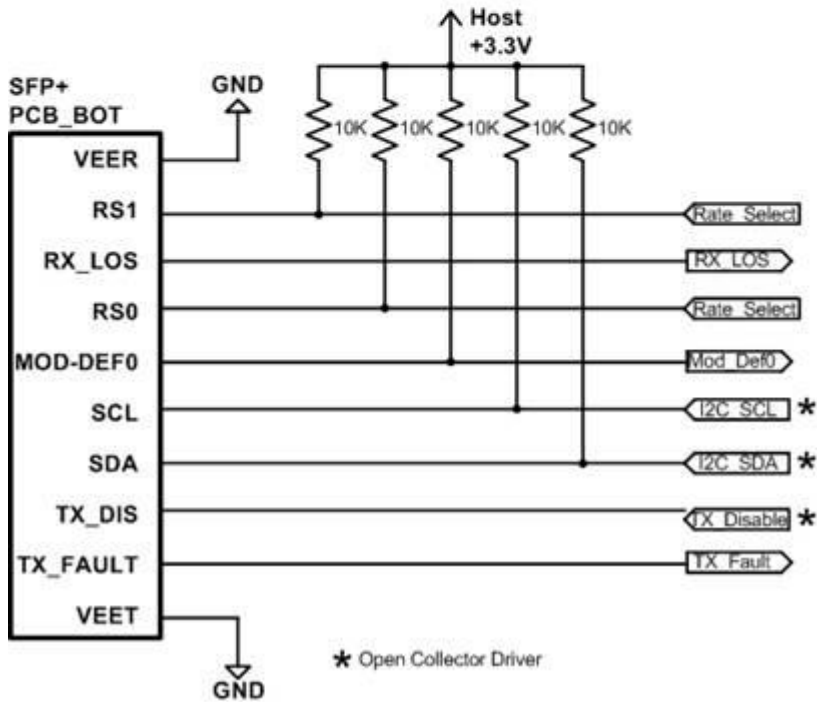 Host
+3.3V
SFP+
PCB_BOT
GND
10K 10K 10K 10K 10K
VEER
RS1 Rate_Select
RX_LOS RX_LOS
RS0 Rate_Select
MOD-DEF0 Mod_Def0
SCL I2C_SCL *
SDA I2C_SDA *
TX_DIS TX_Disable *
TX_FAULT TX_Fault
VEET
* Open Collector Driver
GND